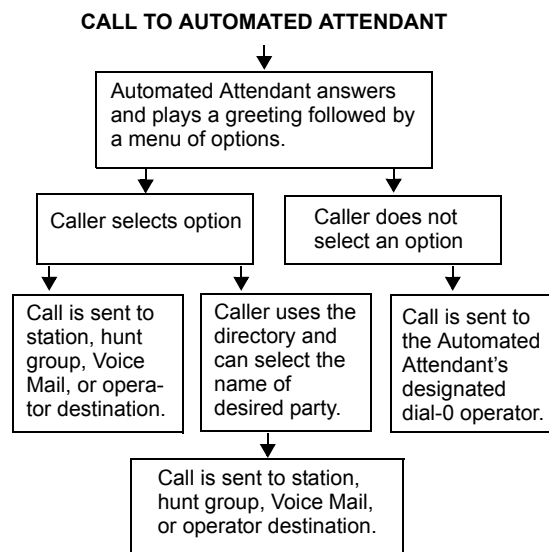 CALL TO AUTOMATED ATTENDANT
Automated Attendant answers
and plays a greeting followed by
a menu of options.
Caller selects option
Caller does not
select an option
Call is sent to
station, hunt
group, Voice
Mail, or opera-
tor destination.
Caller uses the
directory and
can select the
name of
desired party.
Call is sent to
the Automated
Attendant’s
designated
dial-0 operator.
Call is sent to station,
hunt group, Voice Mail,
or operator destination.